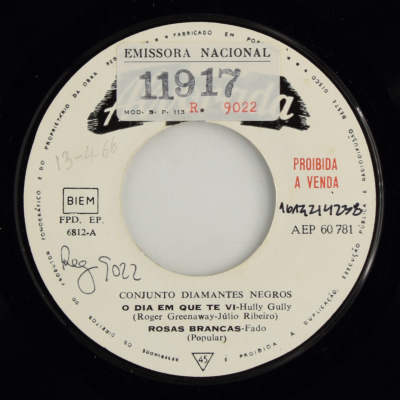 FABRICADO EM
EMISSORA NACIONAL
11917
MOD- S- P- 113 R. 9022
13-4-66
PROIBIDA
A VENDA
BIEM
FPD. EP.
6812-A
AEP 60 781
Reg 9022
CONJUNTO DIAMANTES NEGROS
O DIA EM QUE TE VI-Hully Gully
(Roger Greenaway-Júlio Ribeiro)
ROSAS BRANCAS-Fado
(Popular)
45